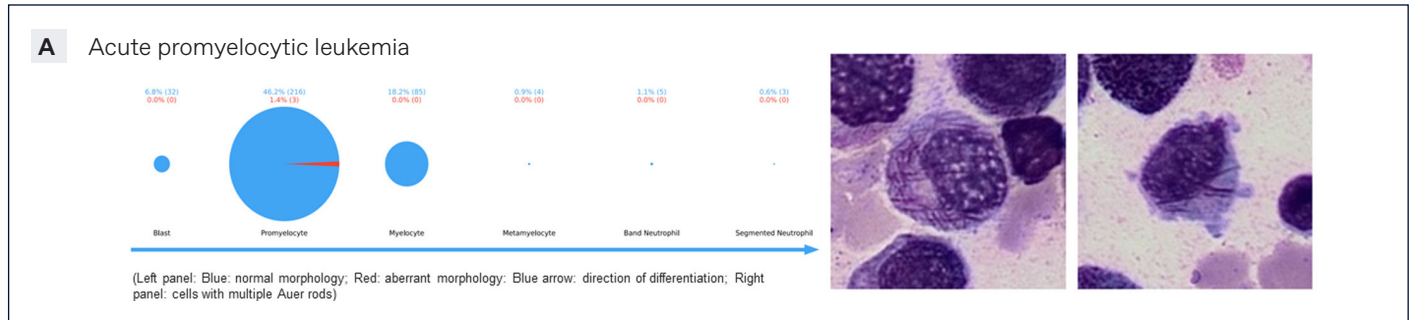 A Acute promyelocytic leukemia
6.8% (32) 46.2% (216) 18.2% (85) 0.9% (4) 1.1% (5) 0.6% (3)
0.0% (0) 1.4% (3) 0.0% (0) 0.0% (0) 0.0% (0) 0.0% (0)
Blast Promyelocyte Myelocyte Metamyelocyte Band Neutrophil Segmented Neutrophil
(Left panel: Blue: normal morphology; Red: aberrant morphology: Blue arrow: direction of differentiation; Right
panel: cells with multiple Auer rods)